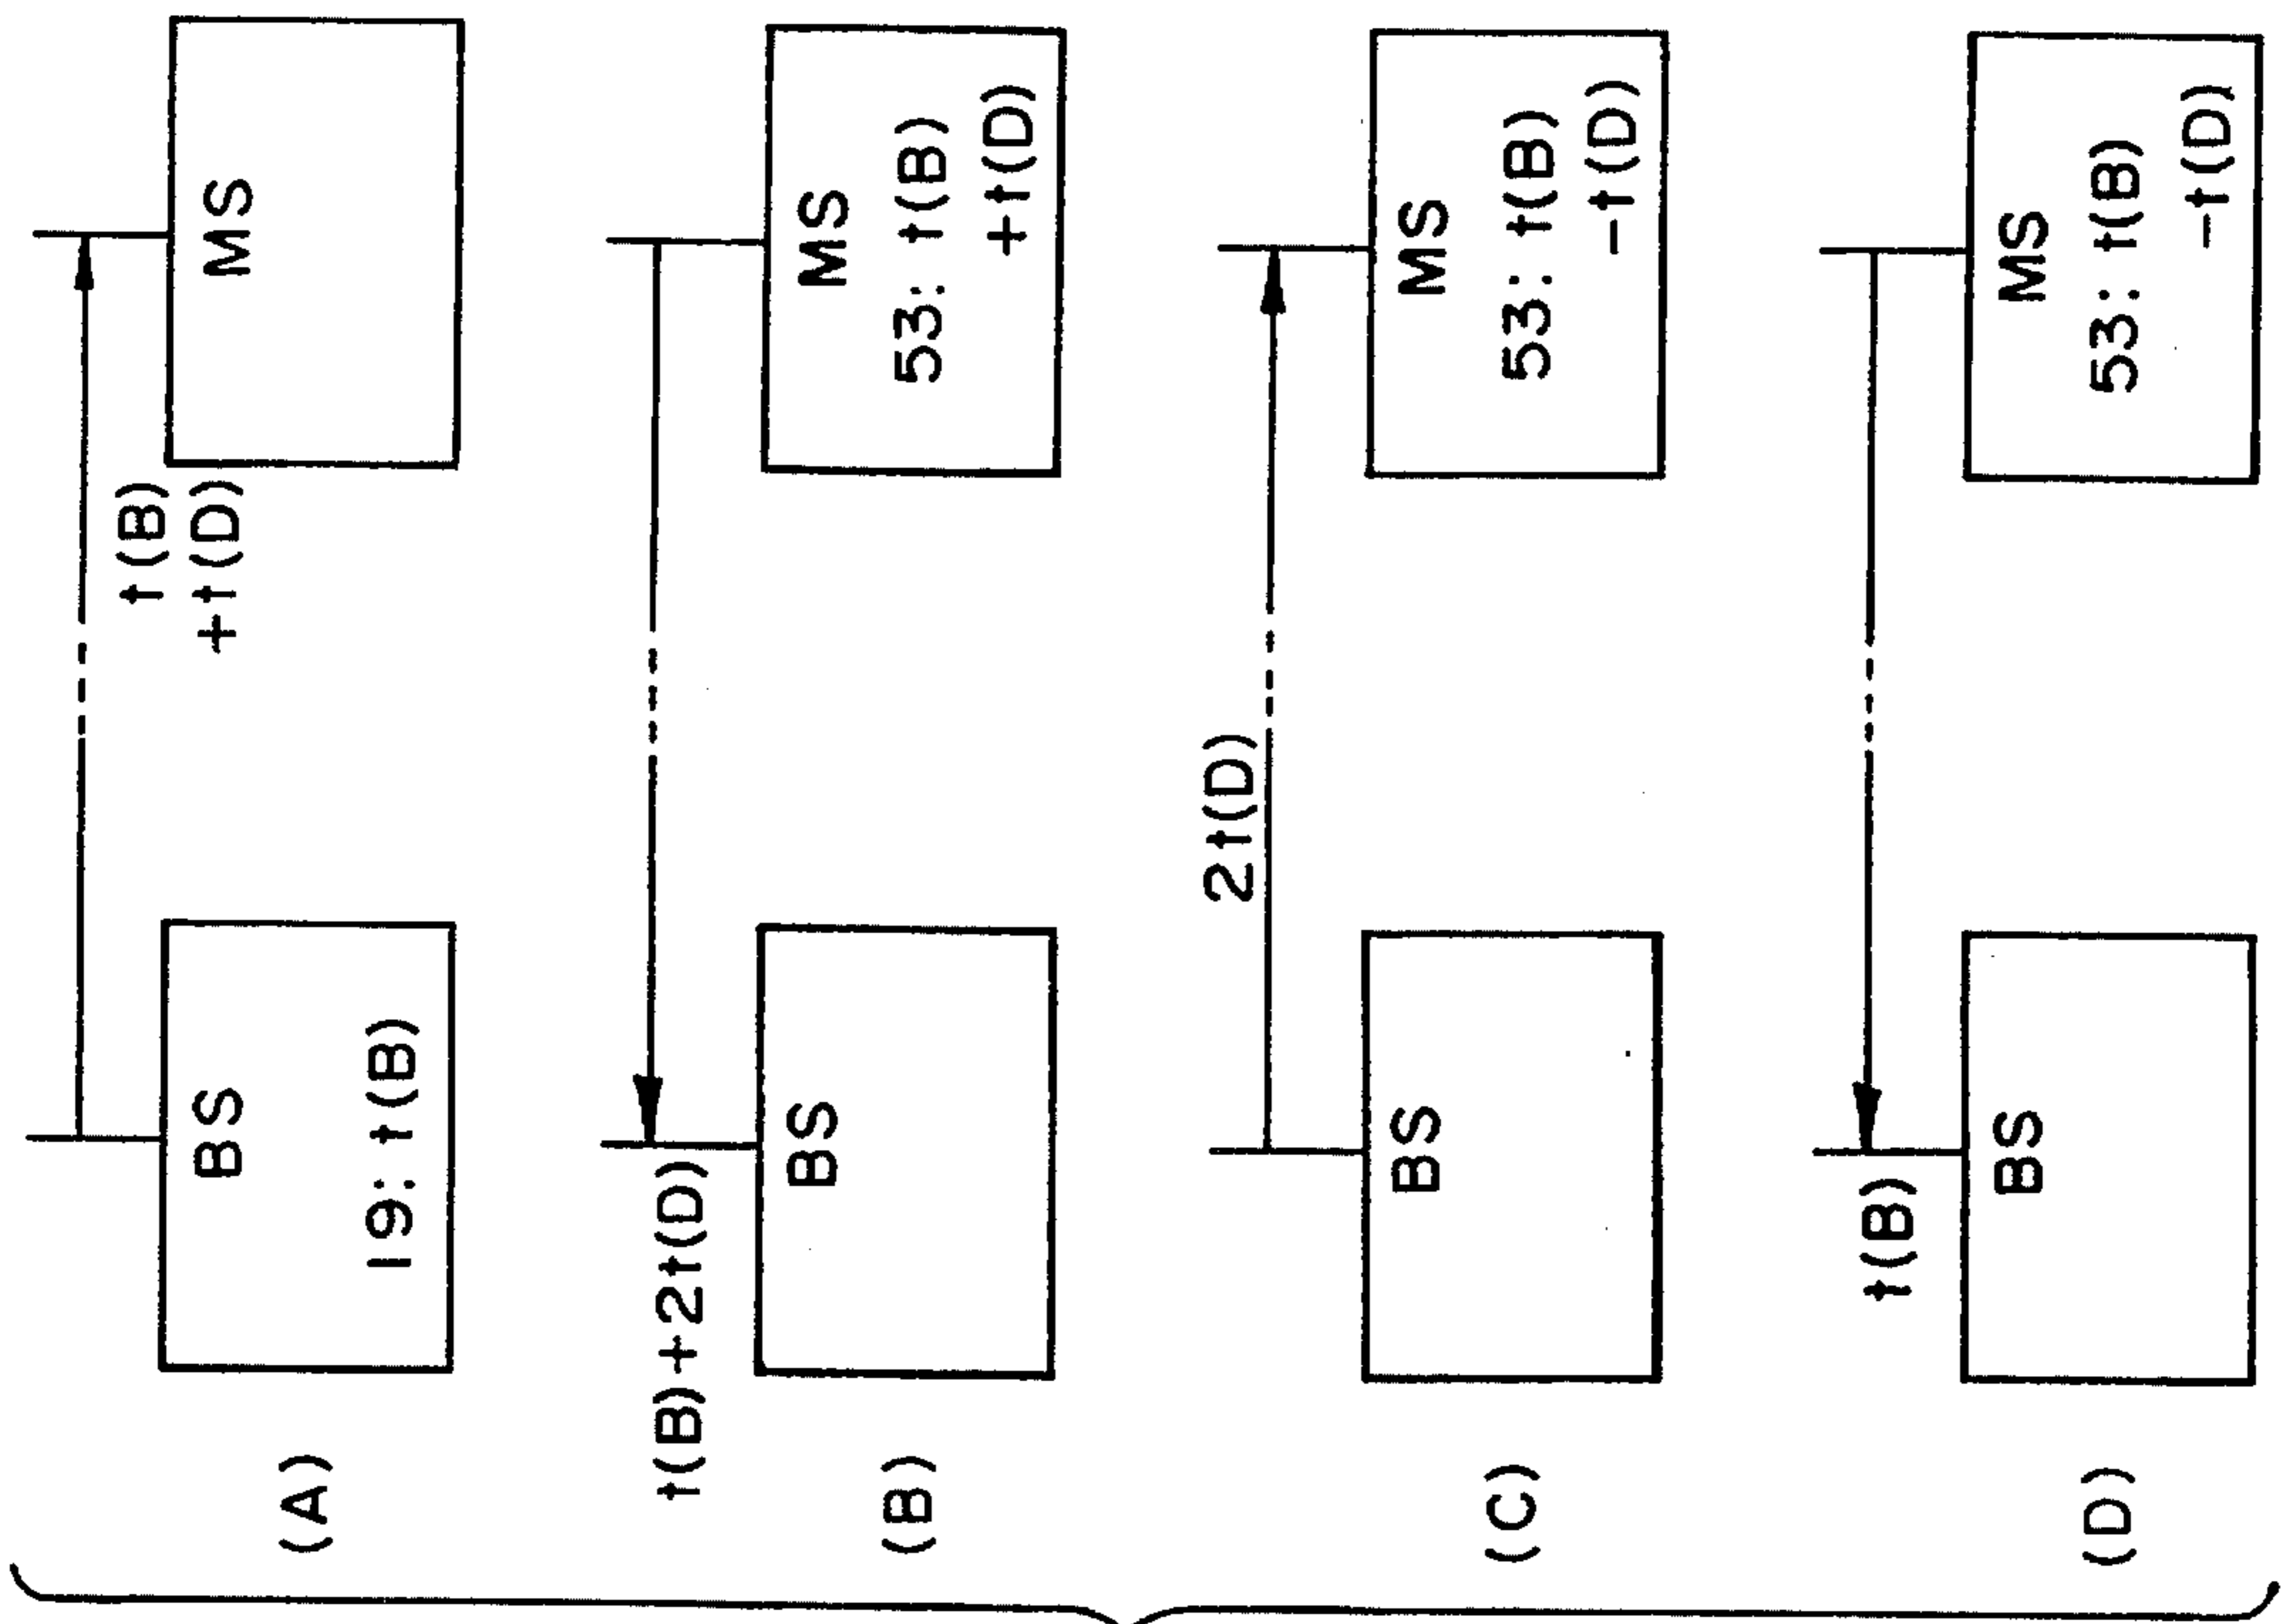 t(B)
+t(D)
BS
19: t(B)
MS
(A)
t(B)+2t(D)
BS
MS
53: t(B)
+t(D)
(B)
2t(D)
BS
MS
53: t(B)
-t(D)
(C)
t(B)
BS
MS
53: t(B)
-t(D)
(D)